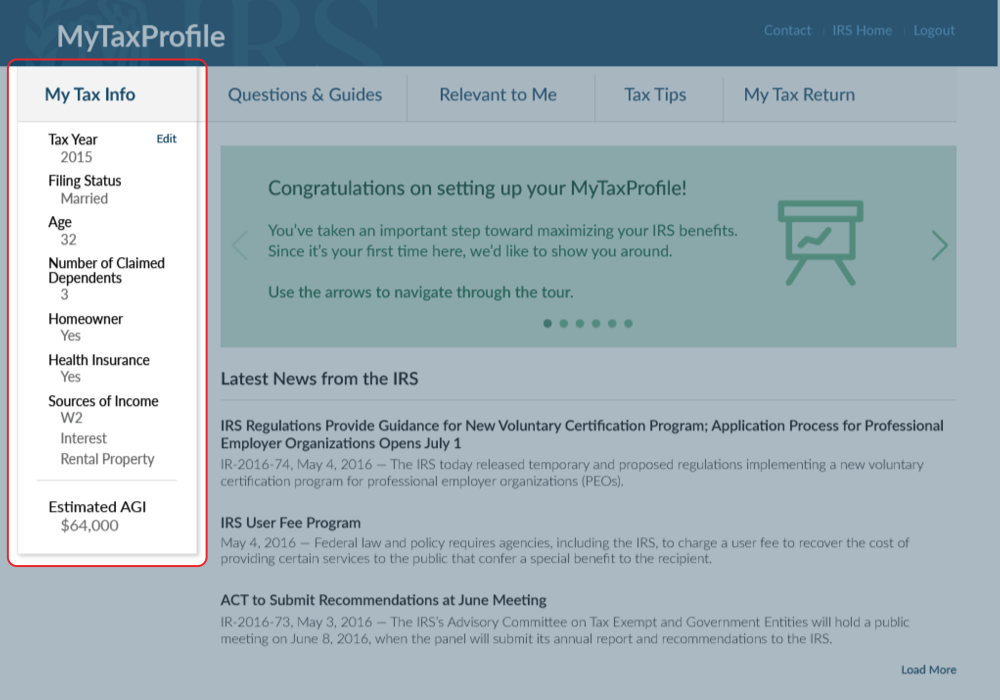 IRS
MyTaxProfile
Contact
IRS Home
Logout
My Tax Info
Questions & Guides
Relevant to Me
Tax Tips
My Tax Return
Tax Year
Edit
2015
Filing Status
Married
Age
32
Number of Claimed
Dependents
3
Homeowner
Yes
Health Insurance
Yes
Sources of Income
W2
Interest
Rental Property
Estimated AGI
$64,000
Congratulations on setting up your MyTaxProfile!
You've taken an important step toward maximizing your IRS benefits.
Since it's your first time here, we'd like to show you around.
Use the arrows to navigate through the tour.
Latest News from the IRS
IRS Regulations Provide Guidance for New Voluntary Certification Program; Application Process for Professional
Employer Organizations Opens July 1
IR-2016-74, May 4, 2016 — The IRS today released temporary and proposed regulations implementing a new voluntary
certification program for professional employer organizations (PEOs).
IRS User Fee Program
May 4, 2016 — Federal law and policy requires agencies, including the IRS, to charge a user fee to recover the cost of
providing certain services to the public that confer a special benefit to the recipient.
ACT to Submit Recommendations at June Meeting
IR-2016-73, May 3, 2016 — The IRS's Advisory Committee on Tax Exempt and Government Entities will hold a public
meeting on June 8, 2016, when the panel will submit its annual report and recommendations to the IRS.
Load More